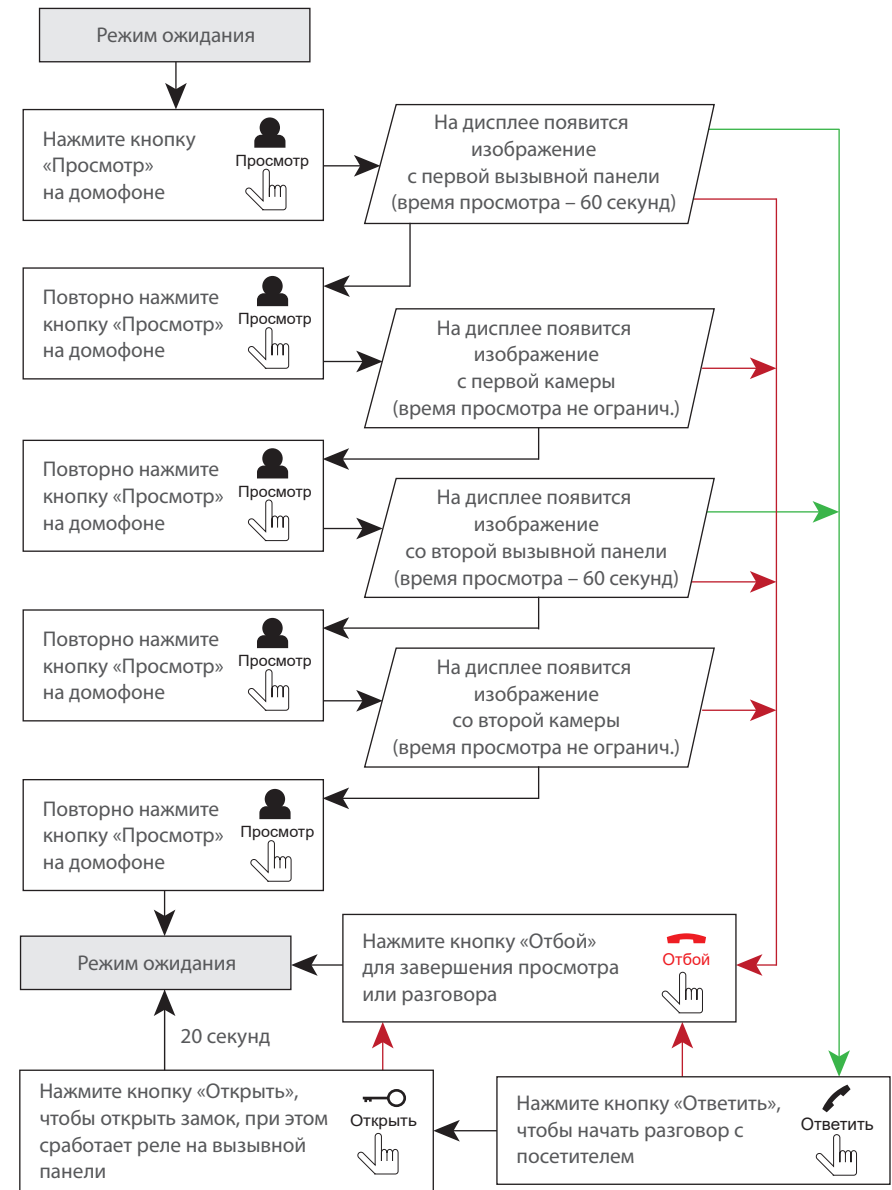 Режим ожидания
Нажмите кнопку
«Просмотр»
на домофоне
Просмотр
На дисплее появится
изображение
с первой вызывной панели
(время просмотра – 60 секунд)
Повторно нажмите
кнопку «Просмотр»
на домофоне
Просмотр
На дисплее появится
изображение
с первой камеры
(время просмотра не огранич.)
Повторно нажмите
кнопку «Просмотр»
на домофоне
Просмотр
На дисплее появится
изображение
со второй вызывной панели
(время просмотра – 60 секунд)
Повторно нажмите
кнопку «Просмотр»
на домофоне
Просмотр
На дисплее появится
изображение
со второй камеры
(время просмотра не огранич.)
Повторно нажмите
кнопку «Просмотр»
на домофоне
Просмотр
Режим ожидания
Нажмите кнопку «Отбой»
для завершения просмотра
или разговора
Отбой
20 секунд
Нажмите кнопку «Открыть»,
чтобы открыть замок, при этом
сработает реле на вызывной
панели
Открыть
Нажмите кнопку «Ответить»,
чтобы начать разговор с
посетителем
Ответить